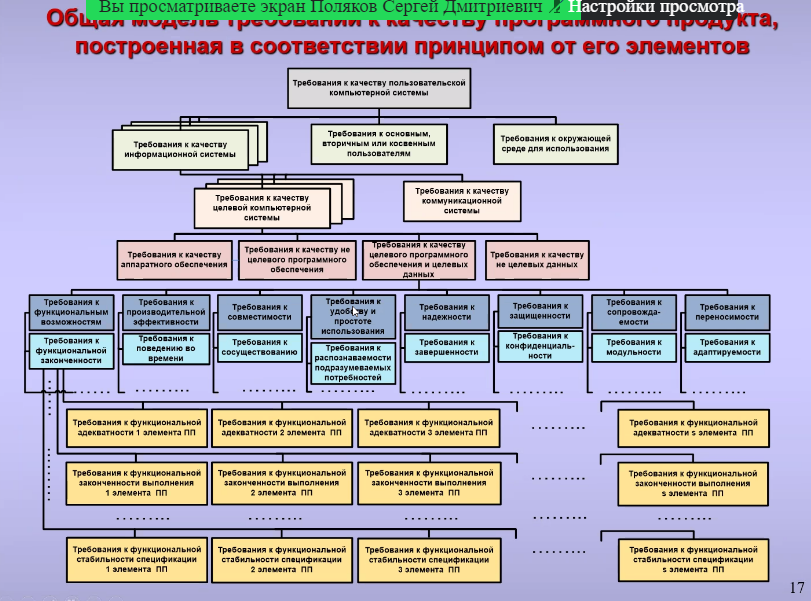 Вы просматриваете экран Поляков Сергей Дмитриевич
Настройки просмотра
Общая модель требований к качеству программного продукта,
построенная в соответствии принципом от его элементов
Требования к качеству пользовательской
компьютерной системы
Требования к качеству
информационной системы
Требования к основным,
вторичным или косвенным
пользователям
Требования к окружающей
среде для использования
Требования к качеству
целевой компьютерной
системы
Требования к качеству
коммуникационной
системы
Требования к качеству
аппаратного обеспечения
Требования к качеству не
целевого программного
обеспечения
Требования к качеству
целевого программного
обеспечения и целевых
данных
Требования к качеству
не целевых данных
Требования к
функциональным
возможностям
Требования к
производительной
эффективности
Требования к
совместимости
Требования к
удобству и
простоте
использования
Требования к
надежности
Требования к
защищенности
Требования к
сопровожда-
емости
Требования к
переносимости
Требования к
функциональной
законченности
Требования к
поведению во
времени
Требования к
сосуществованию
Требования к
распознаваемости
подразумеваемых
потребностей
Требования к
завершенности
Требования к
конфиденциаль-
ности
Требования к
модульности
Требования к
адаптируемости
Требования к функциональной
адекватности 1 элемента ПП
Требования к функциональной
адекватности 2 элемента ПП
Требования к функциональной
адекватности 3 элемента ПП
Требования к функциональной
адекватности s элемента ПП
Требования к функциональной
законченности выполнения
1 элемента ПП
Требования к функциональной
законченности выполнения
2 элемента ПП
Требования к функциональной
законченности выполнения
3 элемента ПП
Требования к функциональной
законченности выполнения
s элемента ПП
Требования к функциональной
стабильности спецификации
1 элемента ПП
Требования к функциональной
стабильности спецификации
2 элемента ПП
Требования к функциональной
стабильности спецификации
3 элемента ПП
Требования к функциональной
стабильности спецификации
s элемента ПП
17